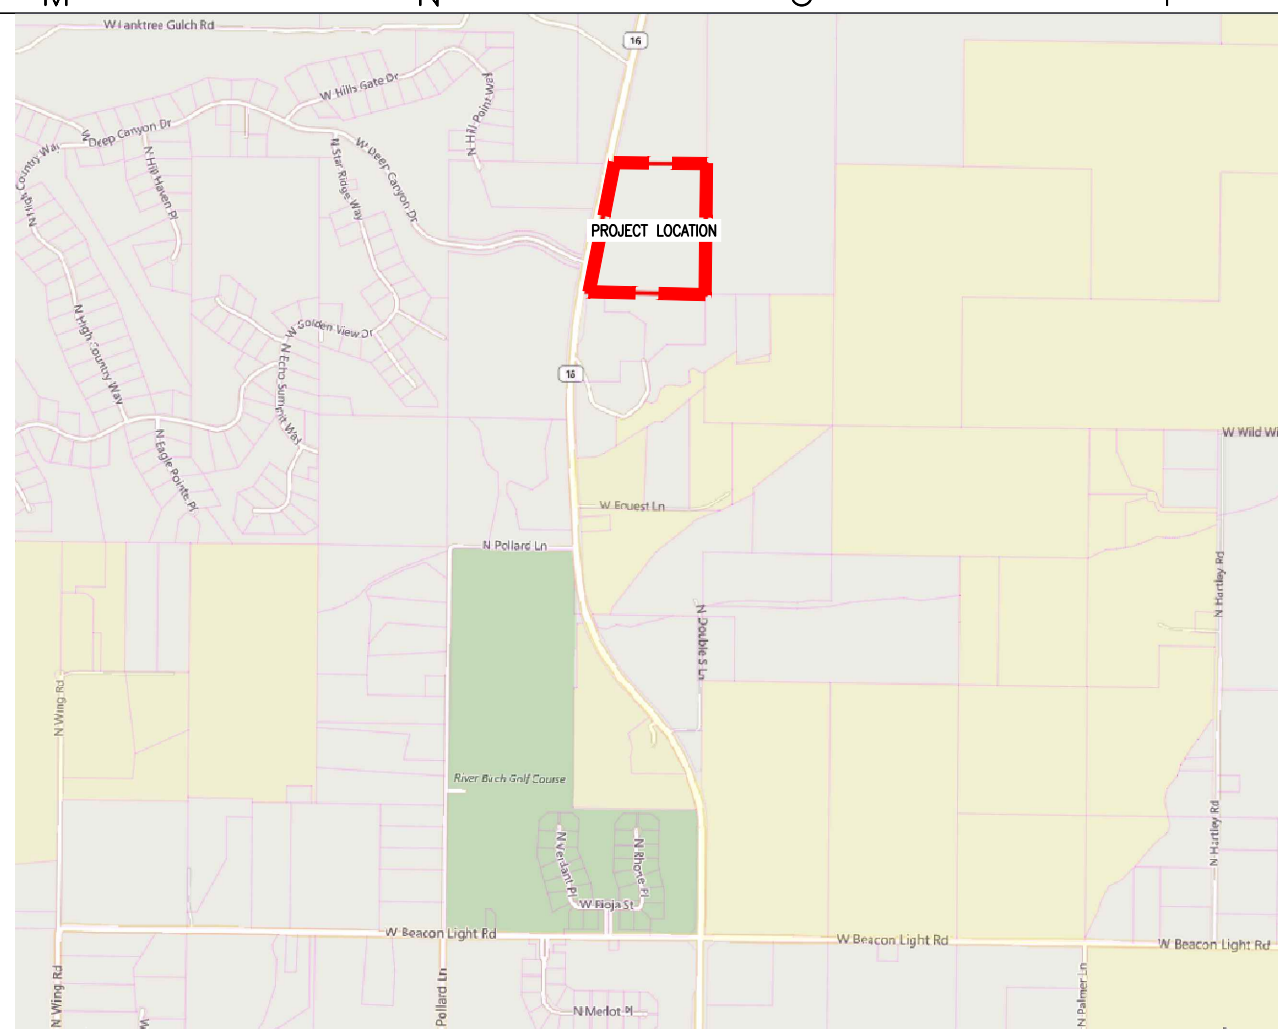 M N
W Lanktree Gulch Rd
16
W Hills Gate Dr
N Hill Point Way
W Deep Canyon Dr
N Star Ridge Way
W Deep Canyon Dr
N Hill Haven Pl
N High Country Way
PROJECT LOCATION
N High Country Way
W Golden View Dr
N Echo Summit Way
16
N Eagle Pointe Pl
W Wild Wi
W Equest Ln
N Pollard Ln
N Hartley Rd
N Double S Ln
N Wing Rd
River Birch Golf Course
N Hartley Rd
N Verdant Pl
N Rhone Pl
W Rioja St
W Beacon Light Rd
W Beacon Light Rd
W Beacon Light Rd
N Wing Rd
Pollard Ln
N Palmer Ln
N Merlot Pl
W